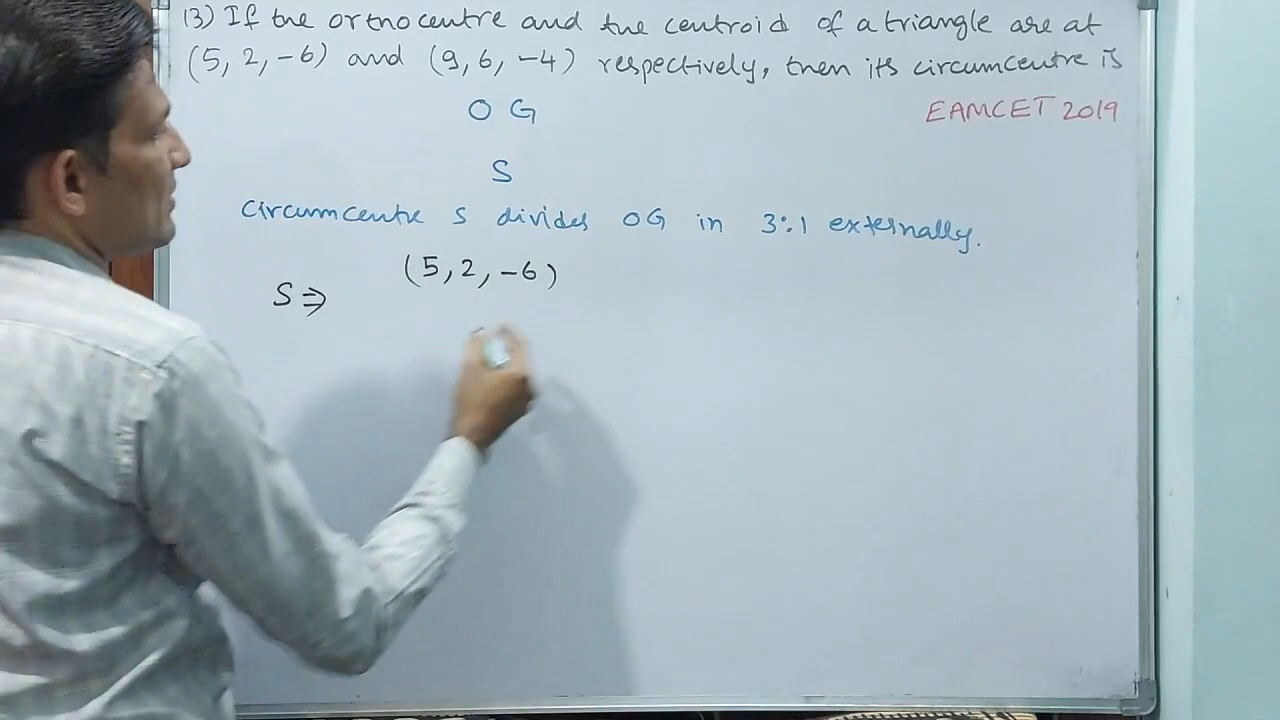 13) If the orthocentre and the centroid of a triangle are at
(5, 2, -6) and (9, 6, -4) respectively, then its circumcentre is
O G
EAMCET 2019
S
circumcentre S divides OG in 3:1 externally.
(5, 2, -6)
S ⇒